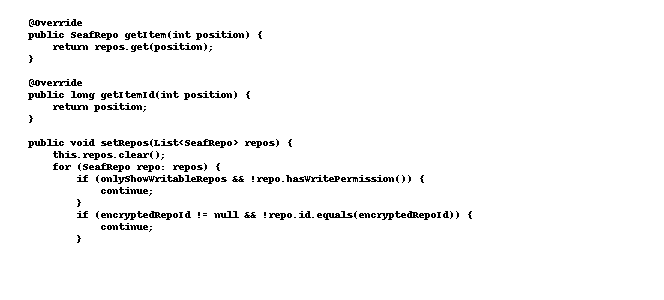 @Override
public SeafRepo getItem(int position) {
    return repos.get(position);
}

@Override
public long getItemId(int position) {
    return position;
}

public void setRepos(List<SeafRepo> repos) {
    this.repos.clear();
    for (SeafRepo repo: repos) {
        if (onlyShowWritableRepos && !repo.hasWritePermission()) {
            continue;
        }
        if (encryptedRepoId != null && !repo.id.equals(encryptedRepoId)) {
            continue;
        }